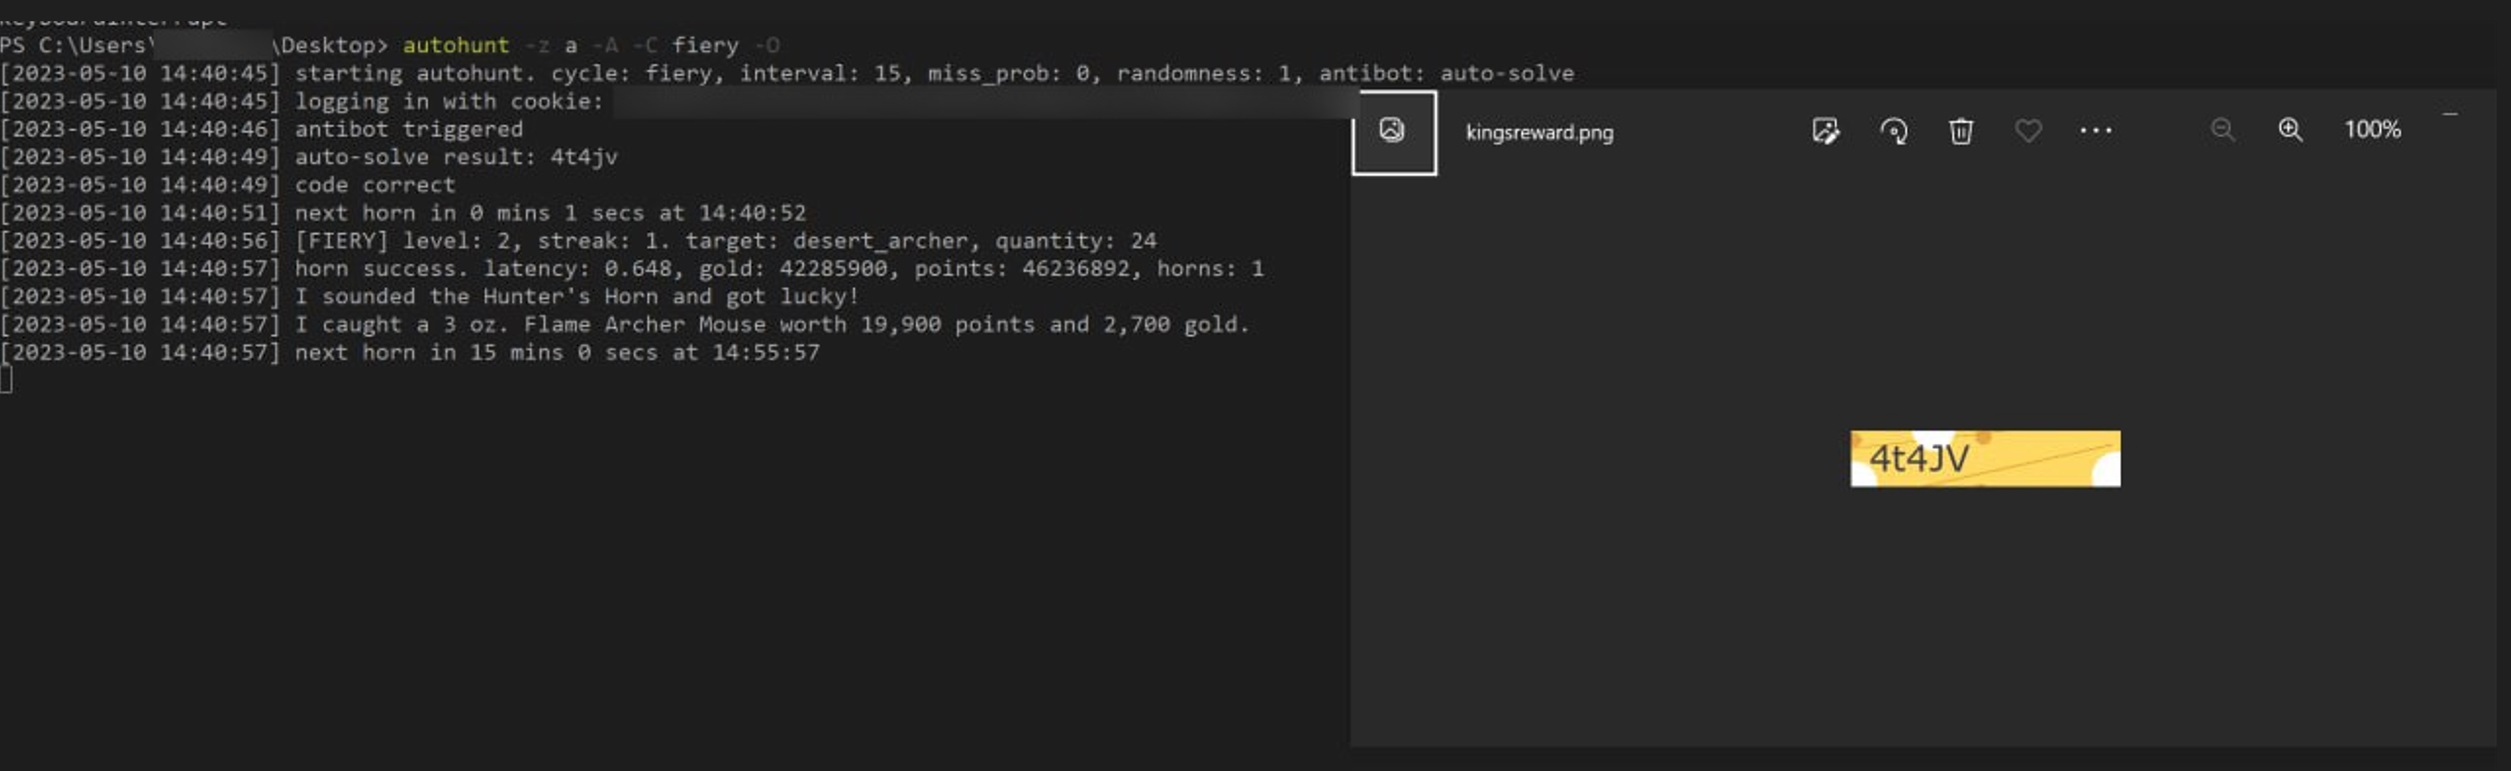 KeyboardInterrupt
PS C:\Users\ \Desktop> autohunt -z a -A -C fiery -O
[2023-05-10 14:40:45] starting autohunt. cycle: fiery, interval: 15, miss_prob: 0, randomness: 1, antibot: auto-solve
[2023-05-10 14:40:45] logging in with cookie:
[2023-05-10 14:40:46] antibot triggered
[2023-05-10 14:40:49] auto-solve result: 4t4jv
[2023-05-10 14:40:49] code correct
[2023-05-10 14:40:51] next horn in 0 mins 1 secs at 14:40:52
[2023-05-10 14:40:56] [FIERY] level: 2, streak: 1. target: desert_archer, quantity: 24
[2023-05-10 14:40:57] horn success. latency: 0.648, gold: 42285900, points: 46236892, horns: 1
[2023-05-10 14:40:57] I sounded the Hunter's Horn and got lucky!
[2023-05-10 14:40:57] I caught a 3 oz. Flame Archer Mouse worth 19,900 points and 2,700 gold.
[2023-05-10 14:40:57] next horn in 15 mins 0 secs at 14:55:57
kingsreward.png
100%
4t4JV